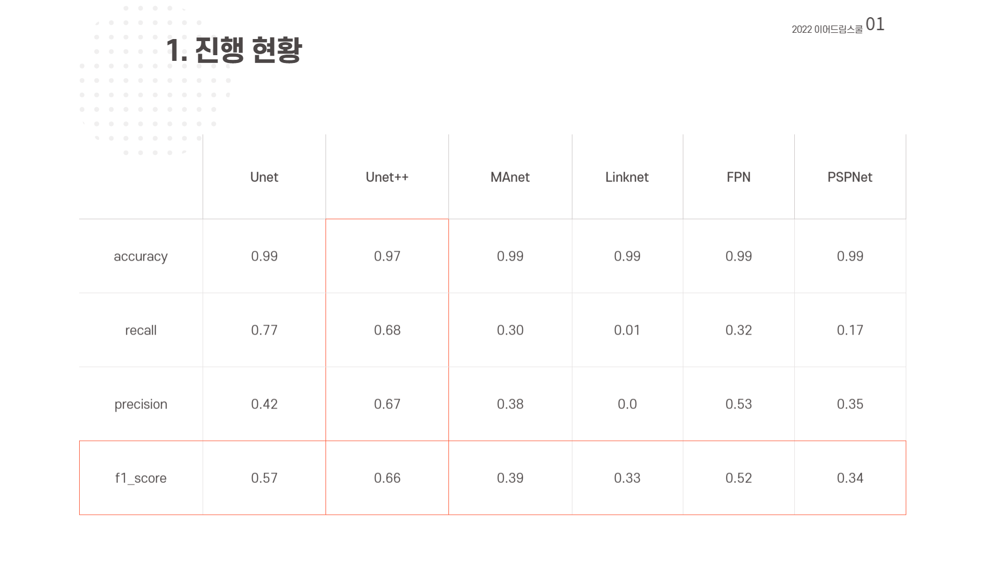 2022 이어드림스쿨 01
1. 진행 현황
Unet Unet++ MAnet Linknet FPN PSPNet
accuracy 0.99 0.97 0.99 0.99 0.99 0.99
recall 0.77 0.68 0.30 0.01 0.32 0.17
precision 0.42 0.67 0.38 0.0 0.53 0.35
f1_score 0.57 0.66 0.39 0.33 0.52 0.34